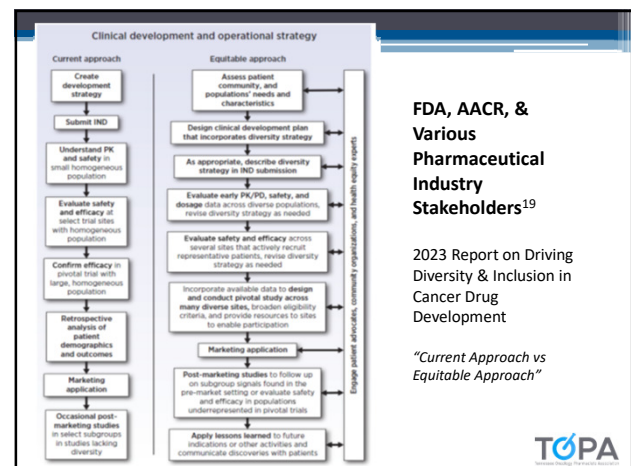 Clinical development and operational strategy
Current approach
Create
development
strategy
Submit IND
Understand PK
and safety in
small homogeneous
population
Evaluate safety
and efficacy at
select trial sites
with homogeneous
population
Confirm efficacy in
pivotal trial with
large, homogeneous
population
Retrospective
analysis of
patient
demographics
and outcomes
Marketing
application
Occasional post-
marketing studies
in select subgroups
in studies lacking
diversity
Equitable approach
Assess patient
community, and
populations' needs and
characteristics
Design clinical development plan
that incorporates diversity strategy
As appropriate, describe diversity
strategy in IND submission
Evaluate early PK/PD, safety, and
dosage data across diverse populations,
revise diversity strategy as needed
Evaluate safety and efficacy across
several sites that actively recruit
representative patients, revise diversity
strategy as needed
Incorporate available data to design
and conduct pivotal study across
many diverse sites, broaden eligibility
criteria, and provide resources to sites
to enable participation
Marketing application
Post-marketing studies to follow up
on subgroup signals found in the
pre-market setting or evaluate safety
and efficacy in populations
underrepresented in pivotal trials
Apply lessons learned to future
indications or other activities and
communicate discoveries with patients
Engage patient advocates, community organizations, and health equity experts
FDA, AACR, &
Various
Pharmaceutical
Industry
Stakeholders19
2023 Report on Driving
Diversity & Inclusion in
Cancer Drug
Development
"Current Approach vs
Equitable Approach"
TOPA
Tennessee Oncology Pharmacists Association